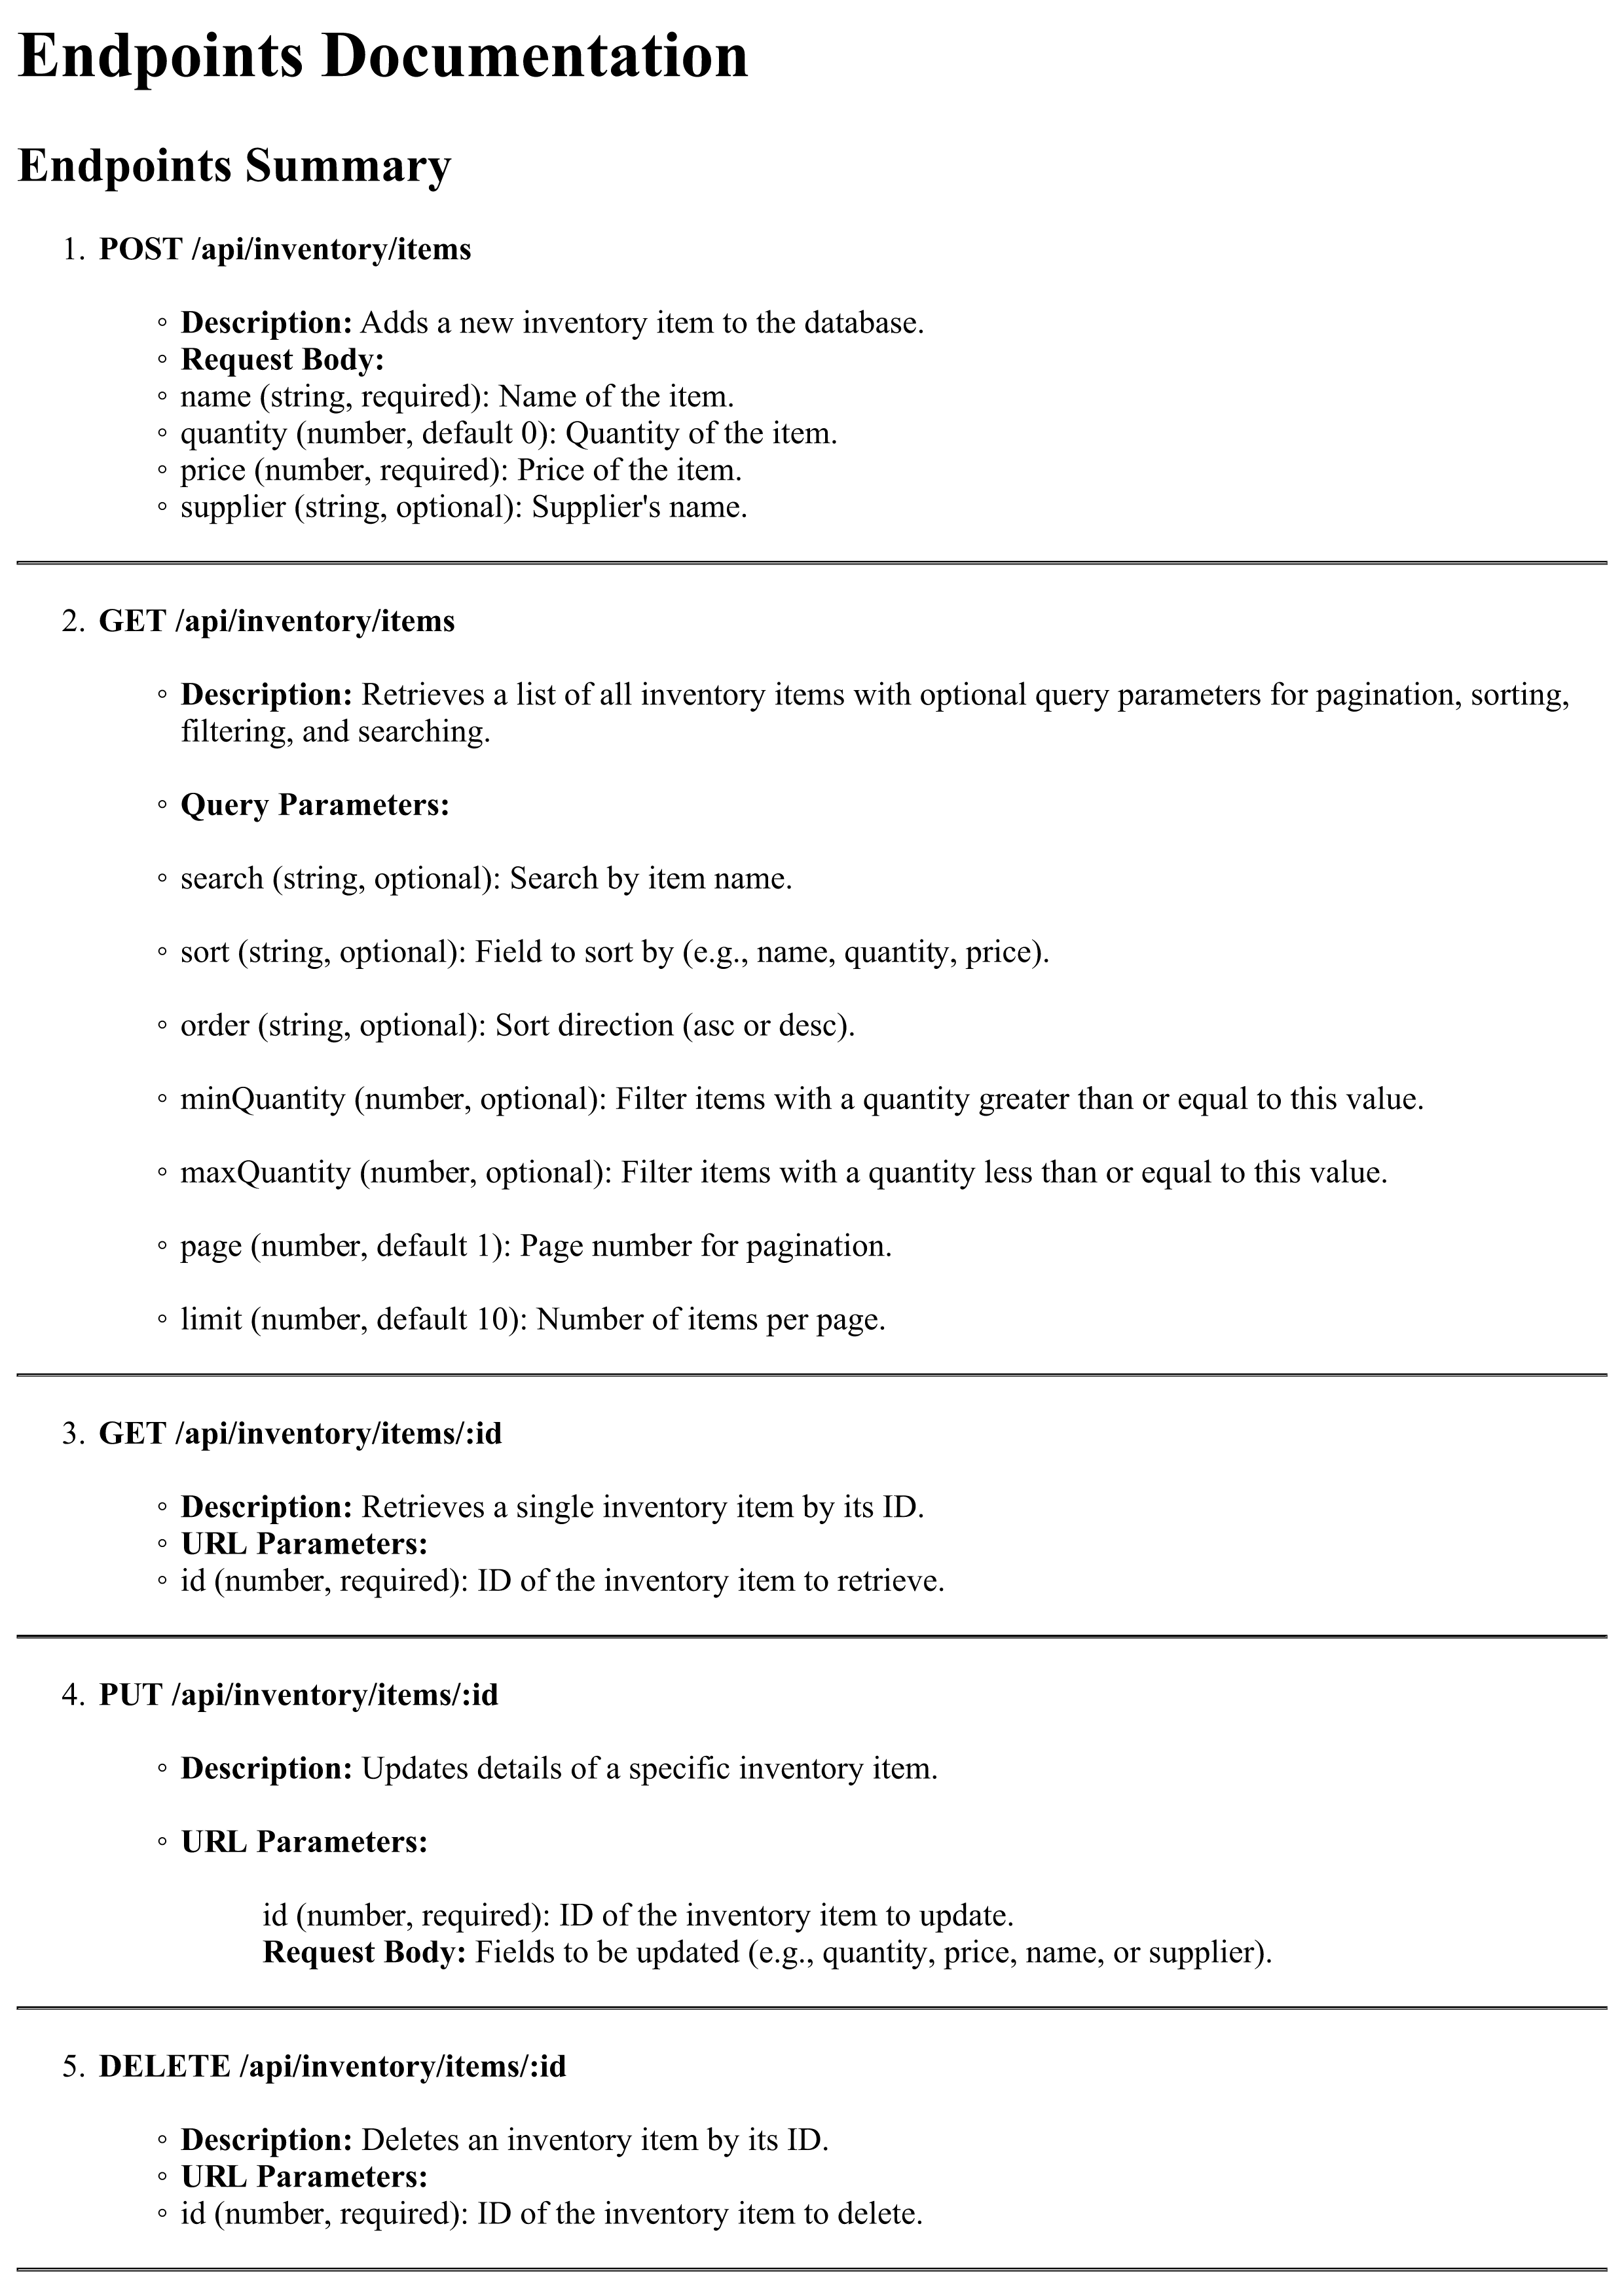 Endpoints Documentation
Endpoints Summary
1. POST /api/inventory/items
◦ Description: Adds a new inventory item to the database.
◦ Request Body:
◦ name (string, required): Name of the item.
◦ quantity (number, default 0): Quantity of the item.
◦ price (number, required): Price of the item.
◦ supplier (string, optional): Supplier's name.
2. GET /api/inventory/items
◦ Description: Retrieves a list of all inventory items with optional query parameters for pagination, sorting,
filtering, and searching.
◦ Query Parameters:
◦ search (string, optional): Search by item name.
◦ sort (string, optional): Field to sort by (e.g., name, quantity, price).
◦ order (string, optional): Sort direction (asc or desc).
◦ minQuantity (number, optional): Filter items with a quantity greater than or equal to this value.
◦ maxQuantity (number, optional): Filter items with a quantity less than or equal to this value.
◦ page (number, default 1): Page number for pagination.
◦ limit (number, default 10): Number of items per page.
3. GET /api/inventory/items/:id
◦ Description: Retrieves a single inventory item by its ID.
◦ URL Parameters:
◦ id (number, required): ID of the inventory item to retrieve.
4. PUT /api/inventory/items/:id
◦ Description: Updates details of a specific inventory item.
◦ URL Parameters:
id (number, required): ID of the inventory item to update.
Request Body: Fields to be updated (e.g., quantity, price, name, or supplier).
5. DELETE /api/inventory/items/:id
◦ Description: Deletes an inventory item by its ID.
◦ URL Parameters:
◦ id (number, required): ID of the inventory item to delete.